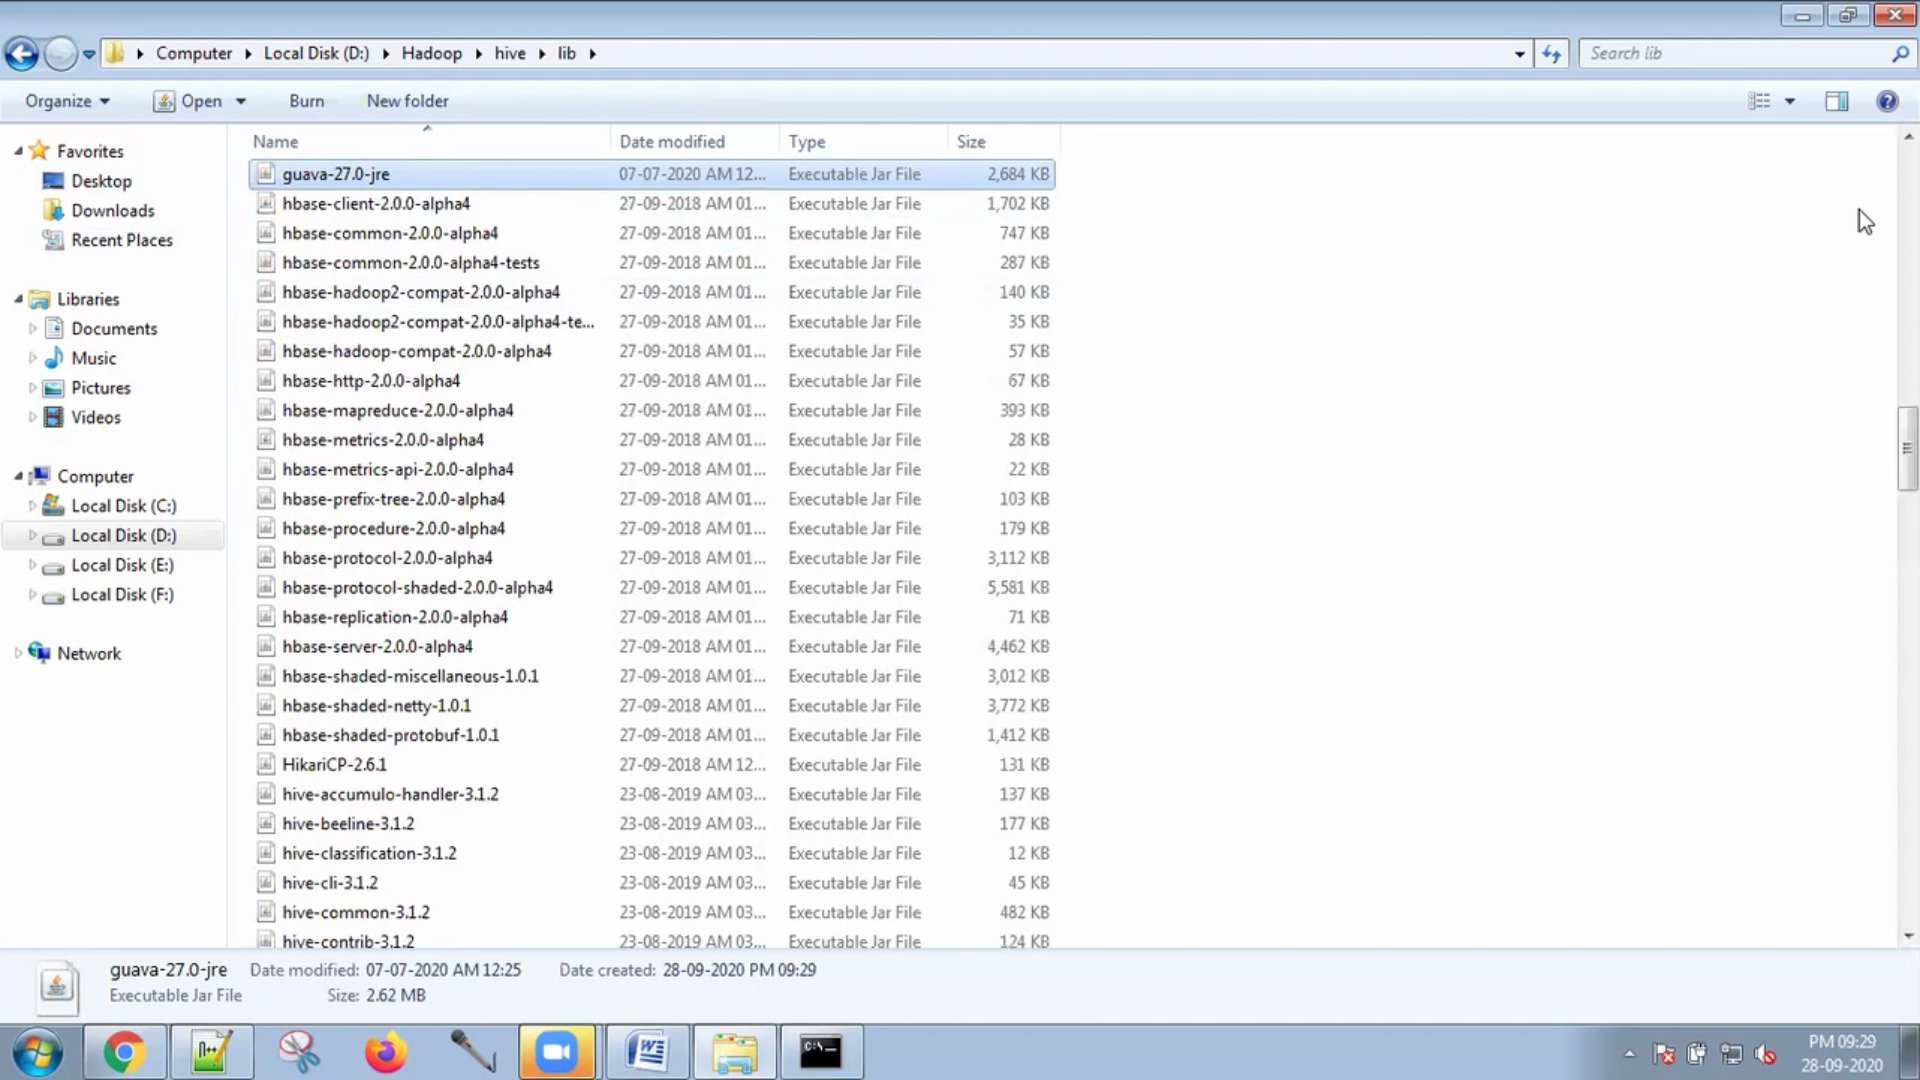 Computer Local Disk (D:) Hadoop hive lib
Search lib
Organize Open Burn New folder
Name Date modified Type Size
Favorites
Desktop
Downloads
Recent Places
Libraries
Documents
Music
Pictures
Videos
Computer
Local Disk (C:)
Local Disk (D:)
Local Disk (E:)
Local Disk (F:)
Network
guava-27.0-jre 07-07-2020 AM 12... Executable Jar File 2,684 KB
hbase-client-2.0.0-alpha4 27-09-2018 AM 01... Executable Jar File 1,702 KB
hbase-common-2.0.0-alpha4 27-09-2018 AM 01... Executable Jar File 747 KB
hbase-common-2.0.0-alpha4-tests 27-09-2018 AM 01... Executable Jar File 287 KB
hbase-hadoop2-compat-2.0.0-alpha4 27-09-2018 AM 01... Executable Jar File 140 KB
hbase-hadoop2-compat-2.0.0-alpha4-te... 27-09-2018 AM 01... Executable Jar File 35 KB
hbase-hadoop-compat-2.0.0-alpha4 27-09-2018 AM 01... Executable Jar File 57 KB
hbase-http-2.0.0-alpha4 27-09-2018 AM 01... Executable Jar File 67 KB
hbase-mapreduce-2.0.0-alpha4 27-09-2018 AM 01... Executable Jar File 393 KB
hbase-metrics-2.0.0-alpha4 27-09-2018 AM 01... Executable Jar File 28 KB
hbase-metrics-api-2.0.0-alpha4 27-09-2018 AM 01... Executable Jar File 22 KB
hbase-prefix-tree-2.0.0-alpha4 27-09-2018 AM 01... Executable Jar File 103 KB
hbase-procedure-2.0.0-alpha4 27-09-2018 AM 01... Executable Jar File 179 KB
hbase-protocol-2.0.0-alpha4 27-09-2018 AM 01... Executable Jar File 3,112 KB
hbase-protocol-shaded-2.0.0-alpha4 27-09-2018 AM 01... Executable Jar File 5,581 KB
hbase-replication-2.0.0-alpha4 27-09-2018 AM 01... Executable Jar File 71 KB
hbase-server-2.0.0-alpha4 27-09-2018 AM 01... Executable Jar File 4,462 KB
hbase-shaded-miscellaneous-1.0.1 27-09-2018 AM 01... Executable Jar File 3,012 KB
hbase-shaded-netty-1.0.1 27-09-2018 AM 01... Executable Jar File 3,772 KB
hbase-shaded-protobuf-1.0.1 27-09-2018 AM 01... Executable Jar File 1,412 KB
HikariCP-2.6.1 27-09-2018 AM 12... Executable Jar File 131 KB
hive-accumulo-handler-3.1.2 23-08-2019 AM 03... Executable Jar File 137 KB
hive-beeline-3.1.2 23-08-2019 AM 03... Executable Jar File 177 KB
hive-classification-3.1.2 23-08-2019 AM 03... Executable Jar File 12 KB
hive-cli-3.1.2 23-08-2019 AM 03... Executable Jar File 45 KB
hive-common-3.1.2 23-08-2019 AM 03... Executable Jar File 482 KB
hive-contrib-3.1.2 23-08-2019 AM 03... Executable Jar File 124 KB
guava-27.0-jre Date modified: 07-07-2020 AM 12:25 Date created: 28-09-2020 PM 09:29
Executable Jar File Size: 2.62 MB
PM 09:29
28-09-2020